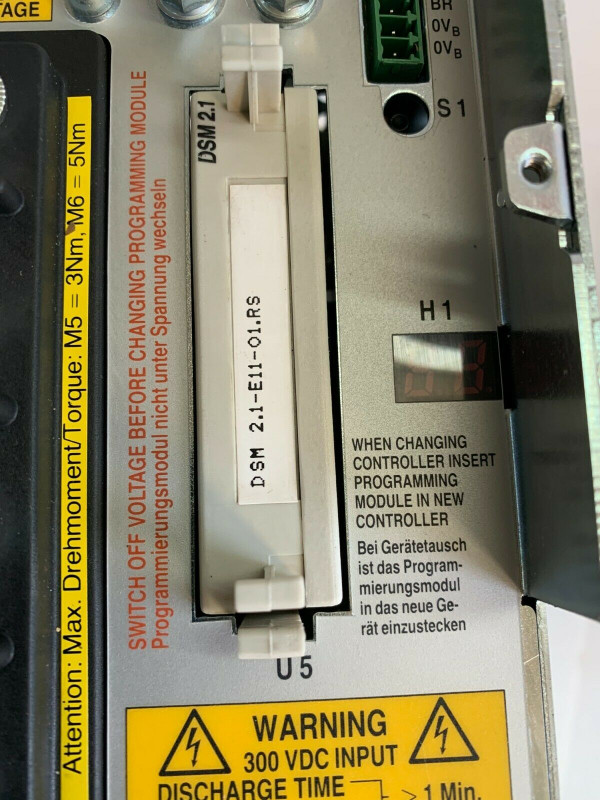 TAGE
BR
0VB
0VB
S1
DSM 2.1
SWITCH OFF VOLTAGE BEFORE CHANGING PROGRAMMING MODULE
Programmierungsmodul nicht unter Spannung wechseln
Attention: Max. Drehmoment/Torque: M5 = 3Nm, M6 = 5Nm
DSM 2.1-E11-01.RS
H1
WHEN CHANGING
CONTROLLER INSERT
PROGRAMMING
MODULE IN NEW
CONTROLLER
Bei Gerätetausch
ist das Program-
mierungsmodul
in das neue Ge-
rät einzustecken
U5
WARNING
300 VDC INPUT
DISCHARGE TIME
> 1 Min.